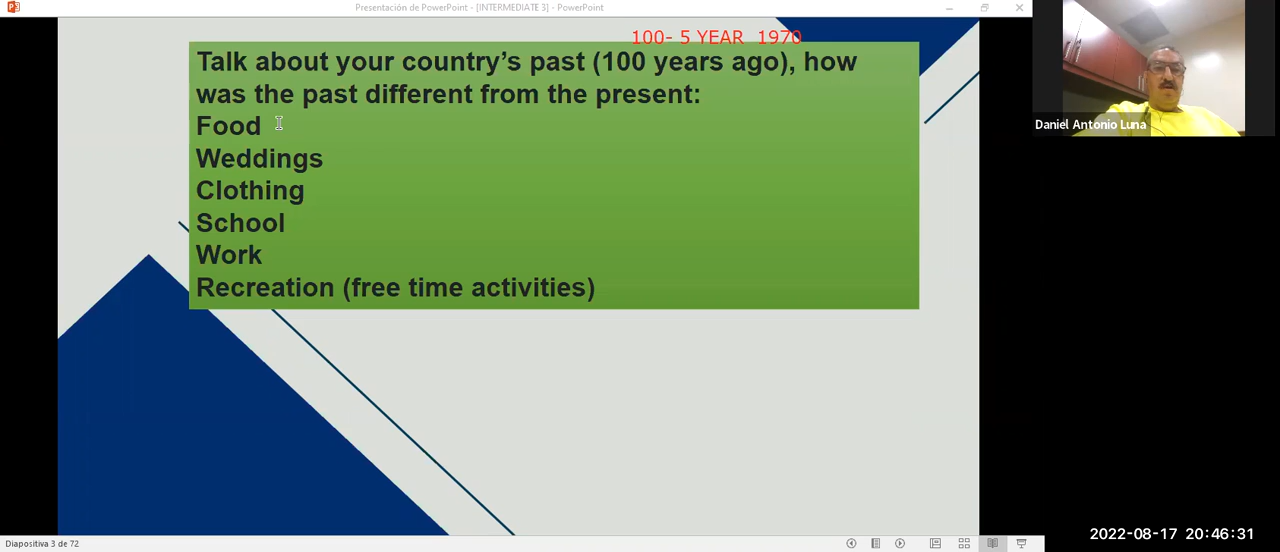 Presentación de PowerPoint - [INTERMEDIATE 3] - PowerPoint
100- 5 YEAR 1970
Talk about your country's past (100 years ago), how
was the past different from the present:
Food
Weddings
Clothing
School
Work
Recreation (free time activities)
Daniel Antonio Luna
2022-08-17 20:46:31
Diapositiva 3 de 72